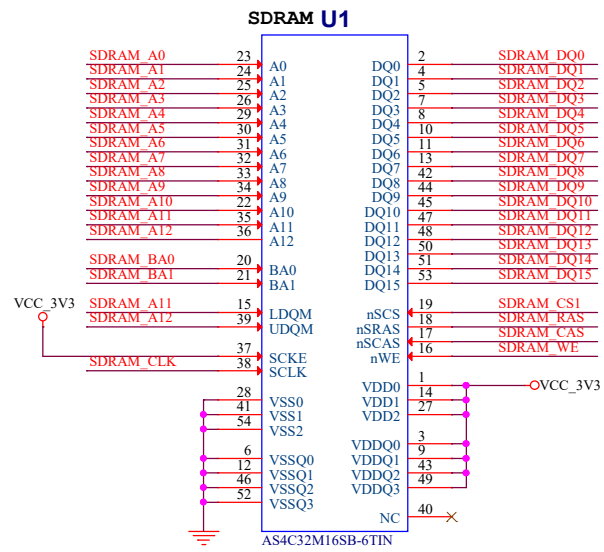 SDRAM U1
SDRAM_A0 23 A0 DQ0 2 SDRAM_DQ0
SDRAM_A1 24 A1 DQ1 4 SDRAM_DQ1
SDRAM_A2 25 A2 DQ2 5 SDRAM_DQ2
SDRAM_A3 26 A3 DQ3 7 SDRAM_DQ3
SDRAM_A4 29 A4 DQ4 8 SDRAM_DQ4
SDRAM_A5 30 A5 DQ5 10 SDRAM_DQ5
SDRAM_A6 31 A6 DQ6 11 SDRAM_DQ6
SDRAM_A7 32 A7 DQ7 13 SDRAM_DQ7
SDRAM_A8 33 A8 DQ8 42 SDRAM_DQ8
SDRAM_A9 34 A9 DQ9 44 SDRAM_DQ9
SDRAM_A10 22 A10 DQ10 45 SDRAM_DQ10
SDRAM_A11 35 A11 DQ11 47 SDRAM_DQ11
SDRAM_A12 36 A12 DQ12 48 SDRAM_DQ12
DQ13 50 SDRAM_DQ13
SDRAM_BA0 20 BA0 DQ14 51 SDRAM_DQ14
SDRAM_BA1 21 BA1 DQ15 53 SDRAM_DQ15
VCC_3V3
SDRAM_A11 15 LDQM nSCS 19 SDRAM_CS1
SDRAM_A12 39 UDQM nSRAS 18 SDRAM_RAS
nSCAS 17 SDRAM_CAS
37 SCKE nWE 16 SDRAM_WE
SDRAM_CLK 38 SCLK
VDD0 1 VCC_3V3
28 VSS0 VDD1 14
41 VSS1 VDD2 27
54 VSS2
VDDQ0 3
6 VSSQ0 VDDQ1 9
12 VSSQ1 VDDQ2 43
46 VSSQ2 VDDQ3 49
52 VSSQ3
NC 40
AS4C32M16SB-6TIN